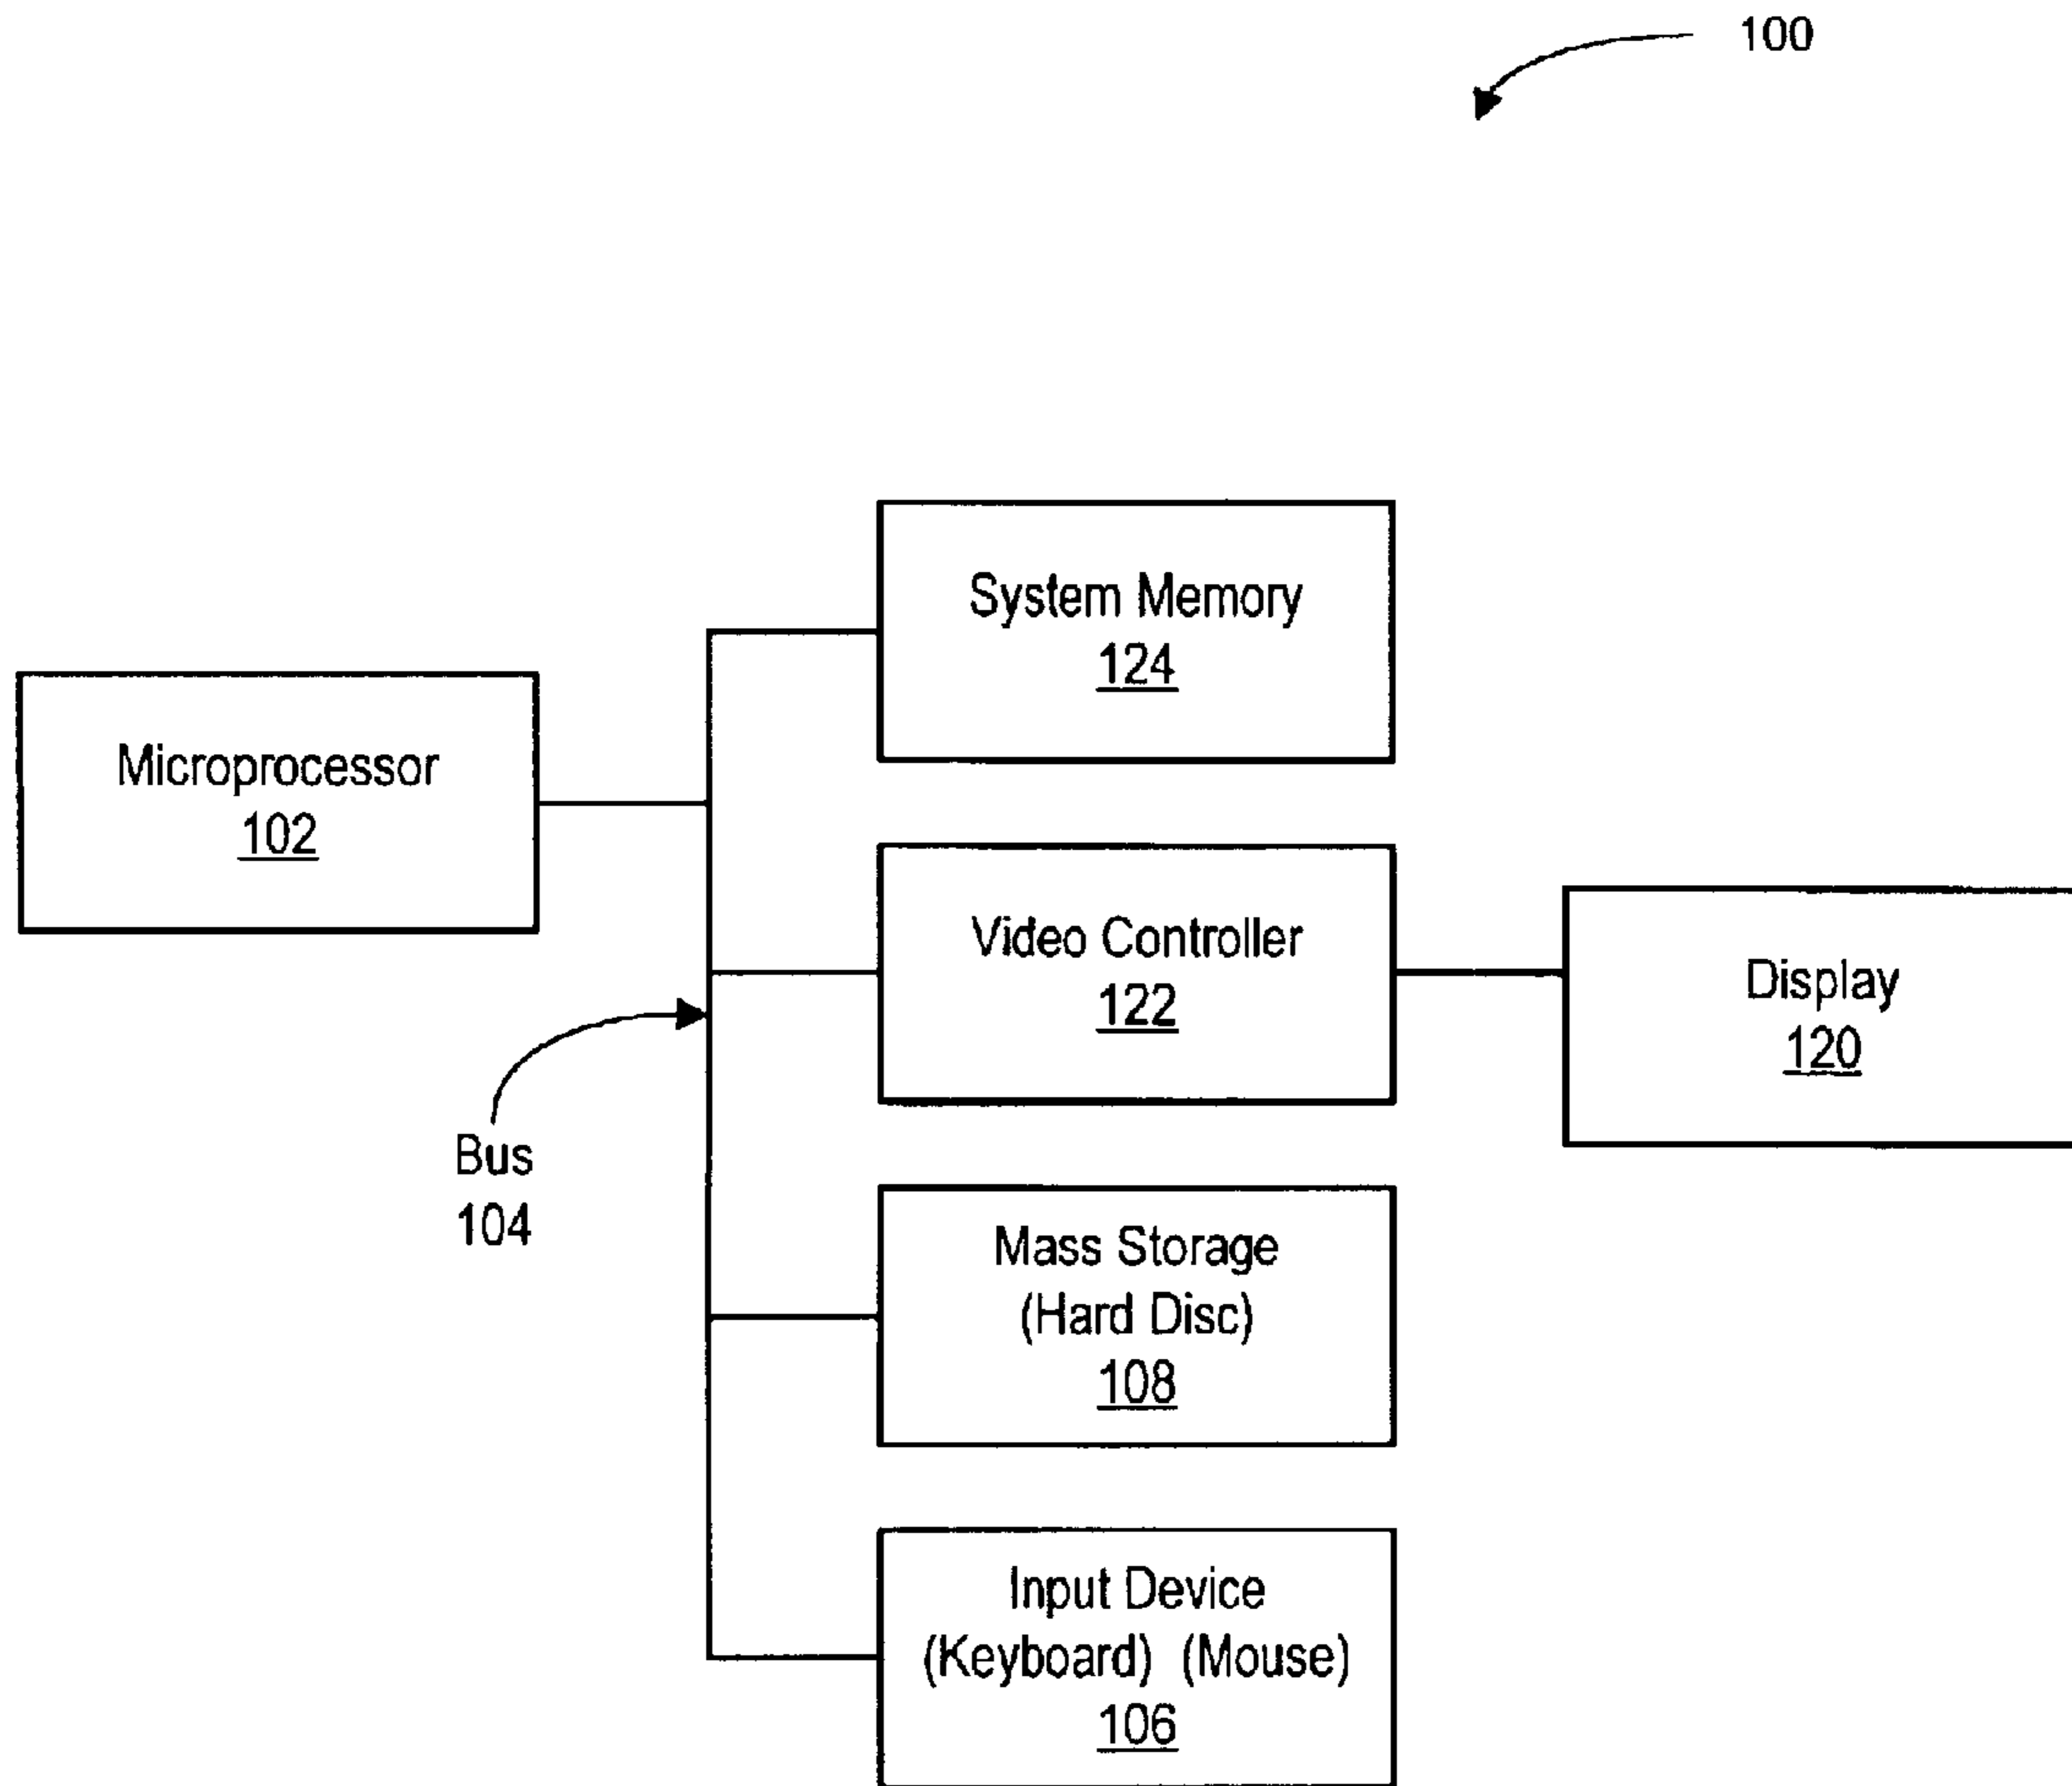 100
System Memory
124
Microprocessor
102
Video Controller
122
Display
120
Bus
104
Mass Storage
(Hard Disc)
108
Input Device
(Keyboard) (Mouse)
106